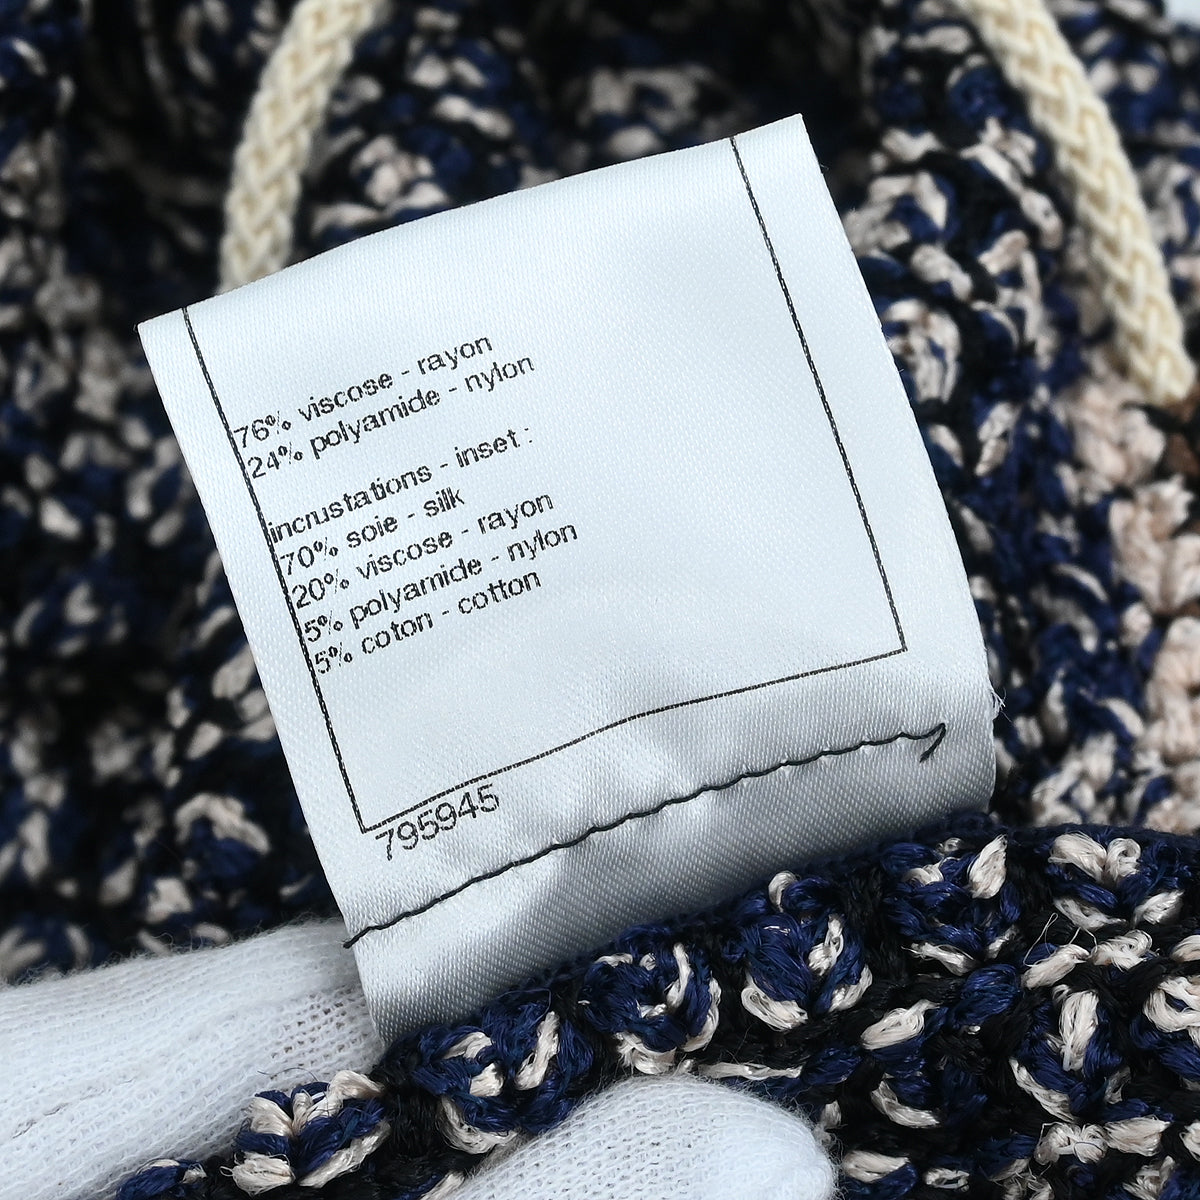 76% viscose - rayon
24% polyamide - nylon
incrustations - inset :
70% soie - silk
20% viscose - rayon
5% polyamide - nylon
5% coton - cotton
795945